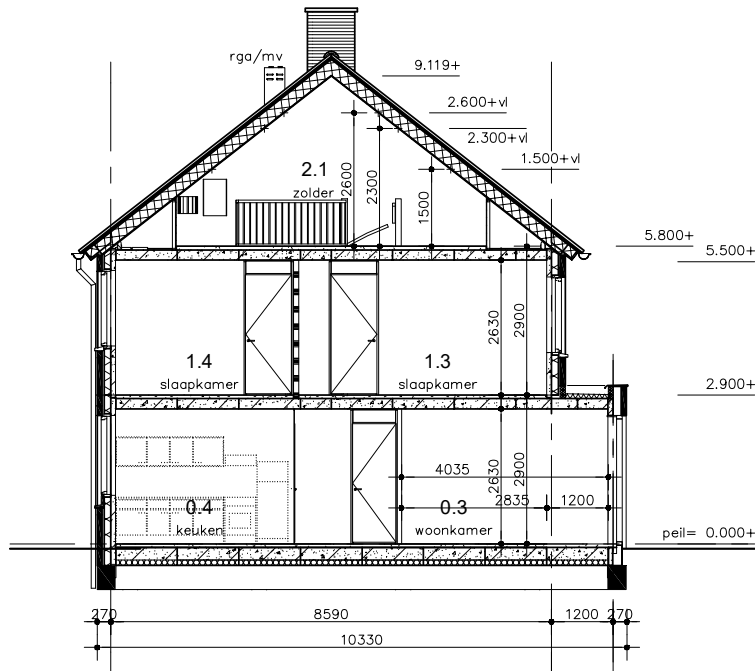 rga/mv
9.119+
2.600+vl
2.300+vl
1.500+vl
2.1
zolder
2600
2300
1500
5.800+
5.500+
1.4
slaapkamer
1.3
slaapkamer
2630
2900
2.900+
4035
2630
2900
2835
1200
0.4
keuken
0.3
woonkamer
peil= 0.000+
270
8590
1200
270
10330